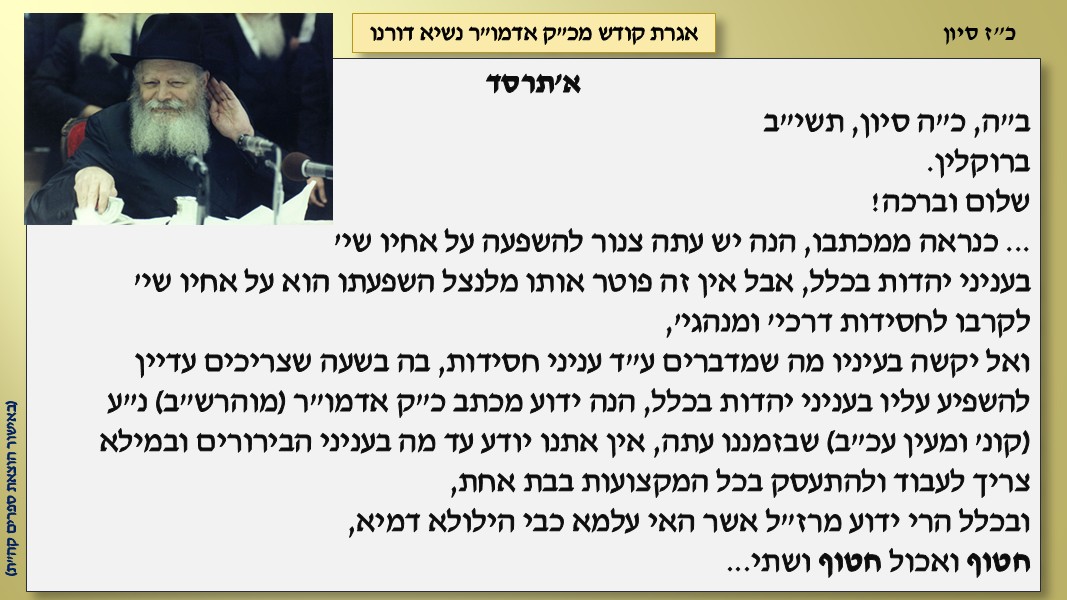 כ״ז סיון
אגרת קודש מכ״ק אדמו״ר נשיא דורנו
א'תרסד
ב״ה, כ״ה סיון, תשי״ב
ברוקלין.
שלום וברכה!
... כנראה ממכתבו, הנה יש עתה צנור להשפעה על אחיו שי'
בעניני יהדות בכלל, אבל אין זה פוטר אותו מלנצל השפעתו הוא על אחיו שי'
לקרבו לחסידות דרכי' ומנהגי',
ואל יקשה בעיניו מה שמדברים ע״ד עניני חסידות, בה בשעה שצריכים עדיין
להשפיע עליו בעניני יהדות בכלל, הנה ידוע מכתב כ״ק אדמו״ר (מוהרש״ב) נ״ע
(קונ' ומעין עכ״ב) שבזמננו עתה, אין אתנו יודע עד מה בעניני הבירורים ובמילא
צריך לעבוד ולהתעסק בכל המקצועות בבת אחת,
ובכלל הרי ידוע מרז״ל אשר האי עלמא כבי הילולא דמיא,
חטוף ואכול חטוף ושתי...
(באשור הוצאת ספרים קה״ת)